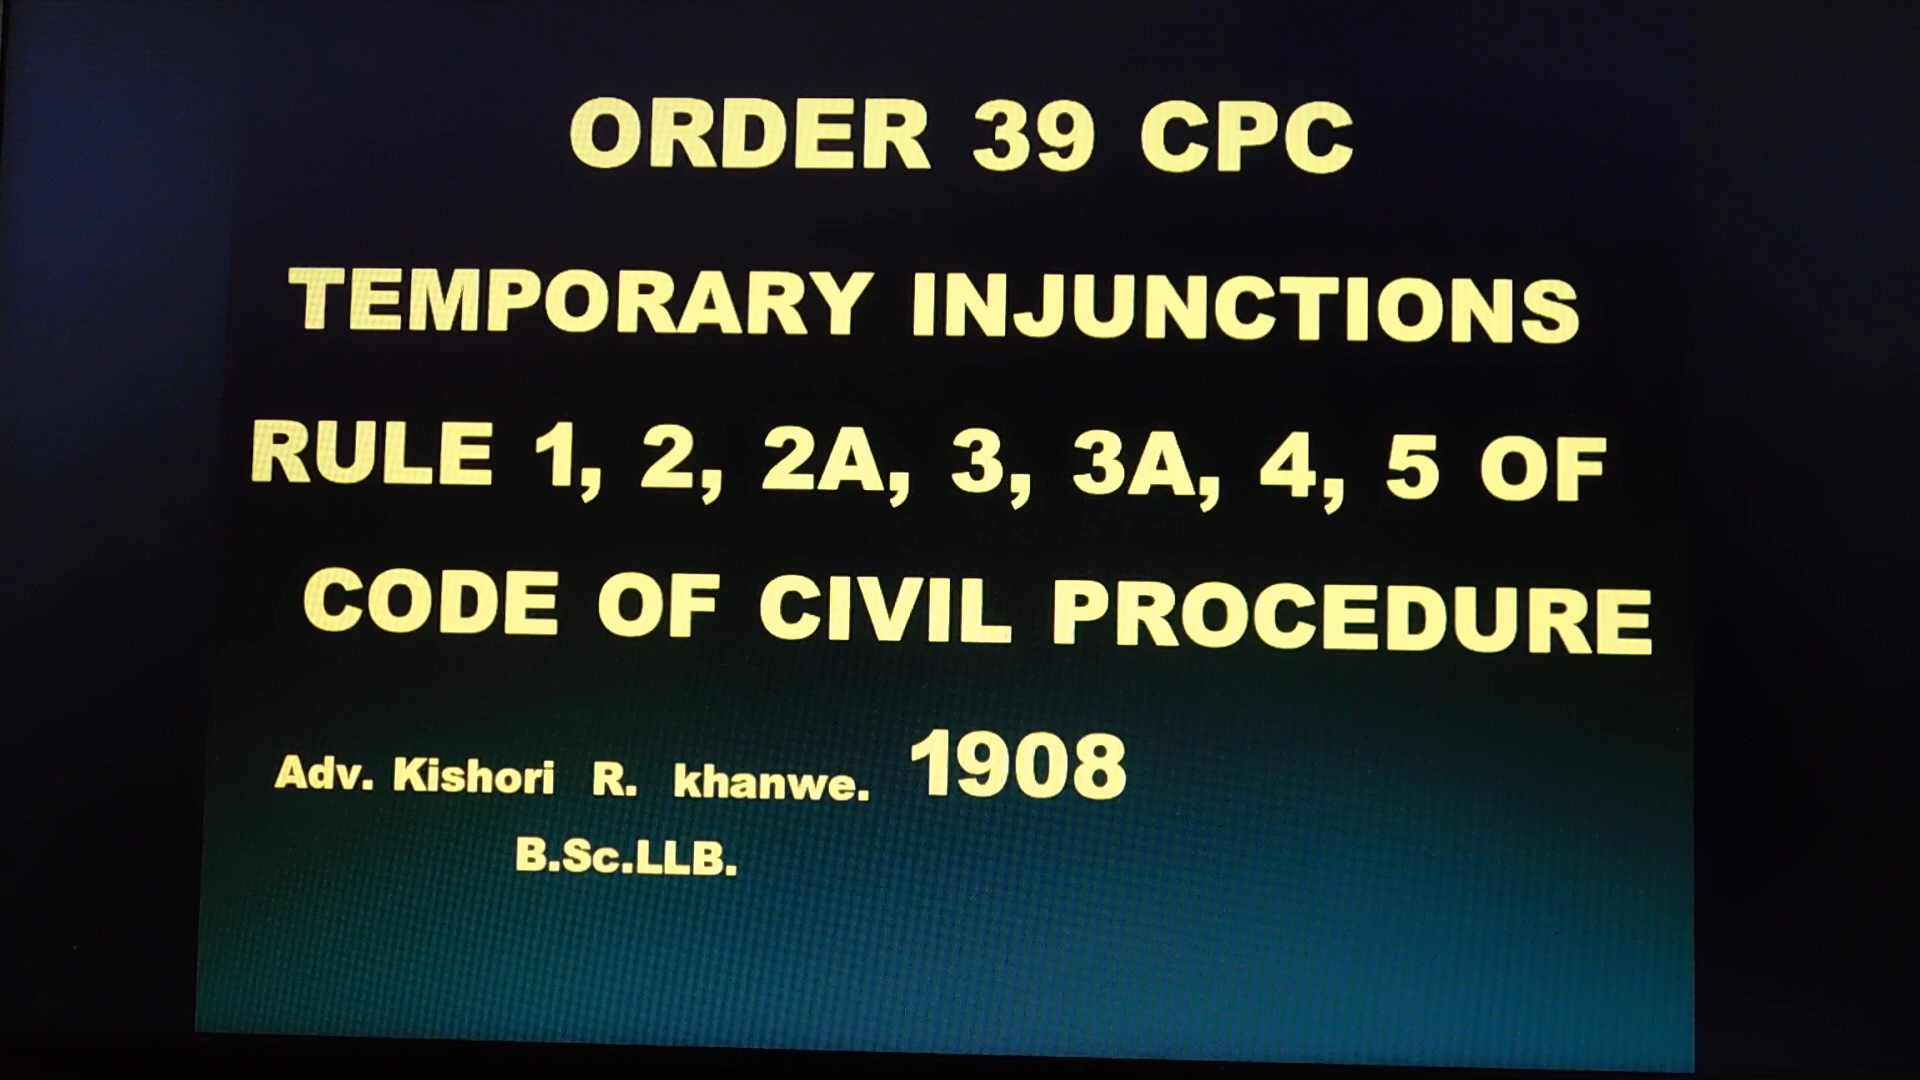 ORDER 39 CPC
TEMPORARY INJUNCTIONS
RULE 1, 2, 2A, 3, 3A, 4, 5 OF
CODE OF CIVIL PROCEDURE
Adv. Kishori R. khanwe. 1908
B.Sc.LLB.